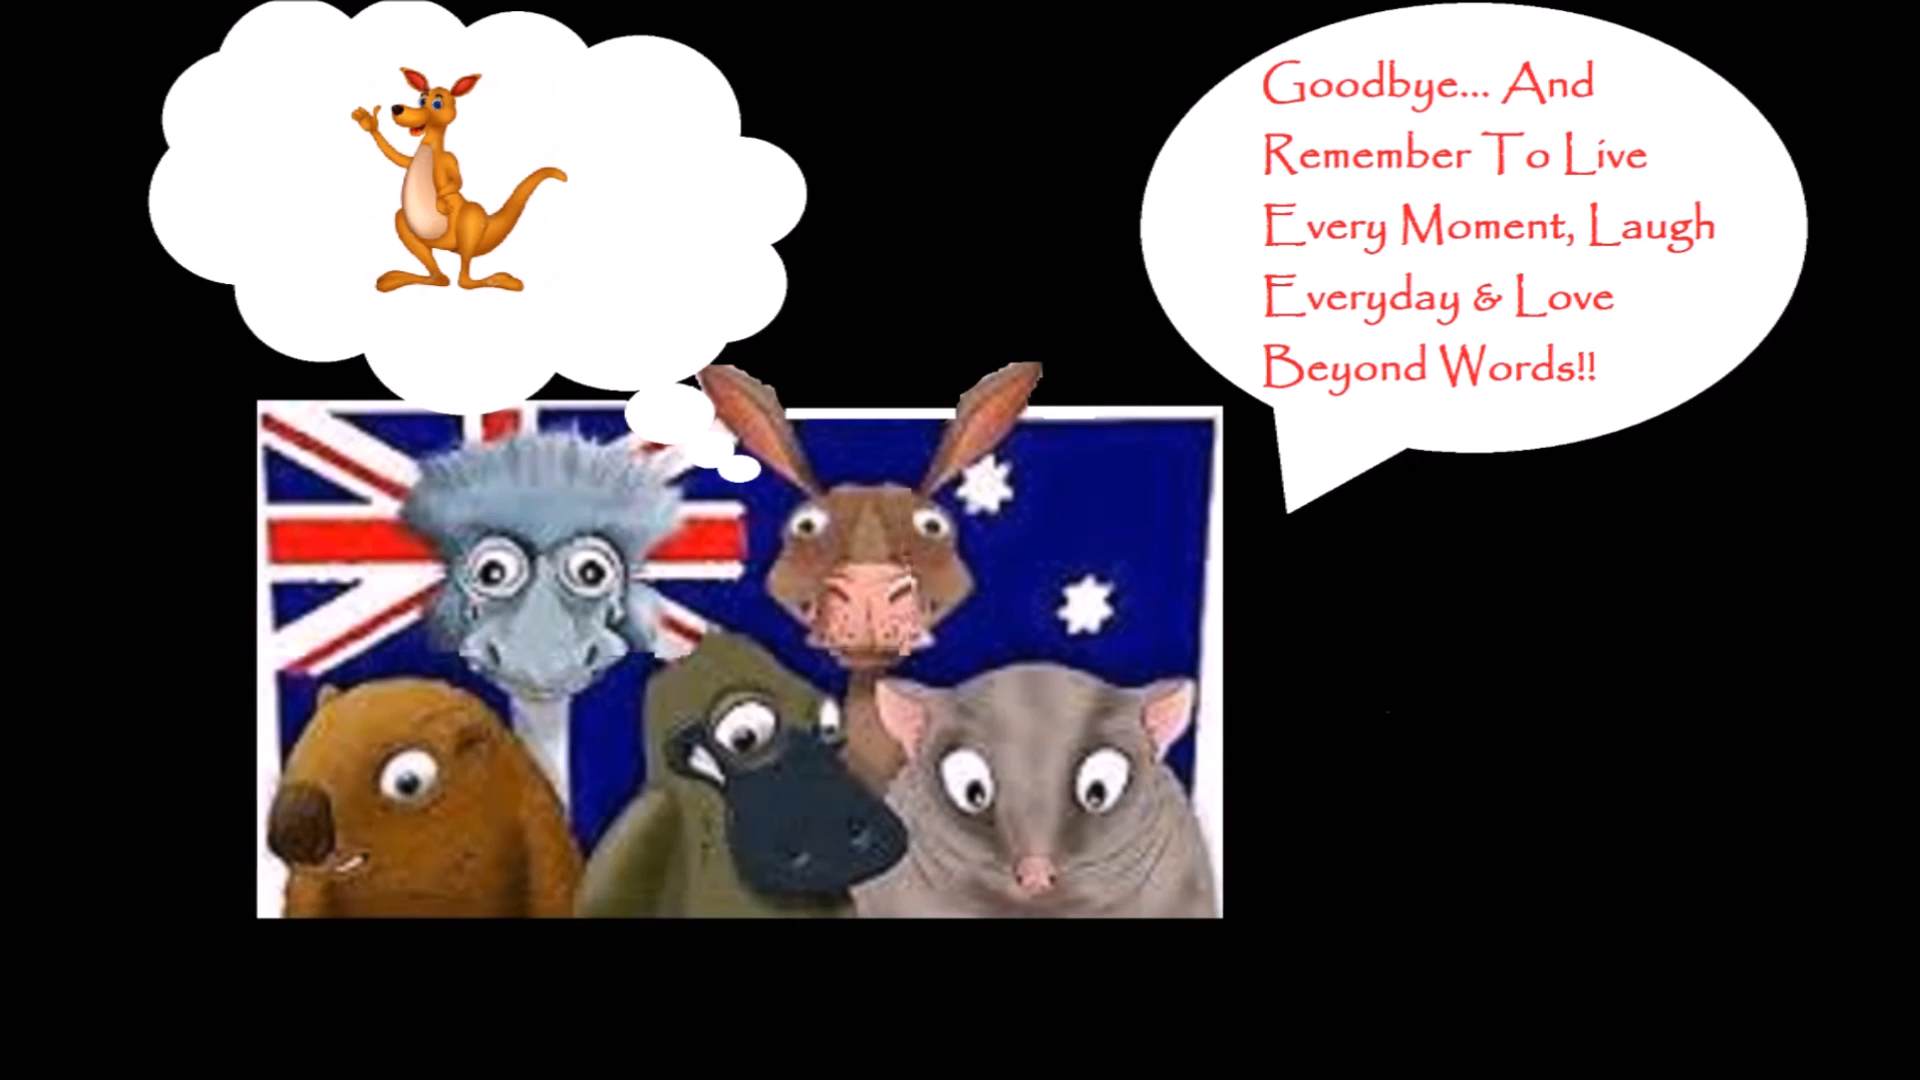 Goodbye... And
Remember To Live
Every Moment, Laugh
Everyday & Love
Beyond Words!!